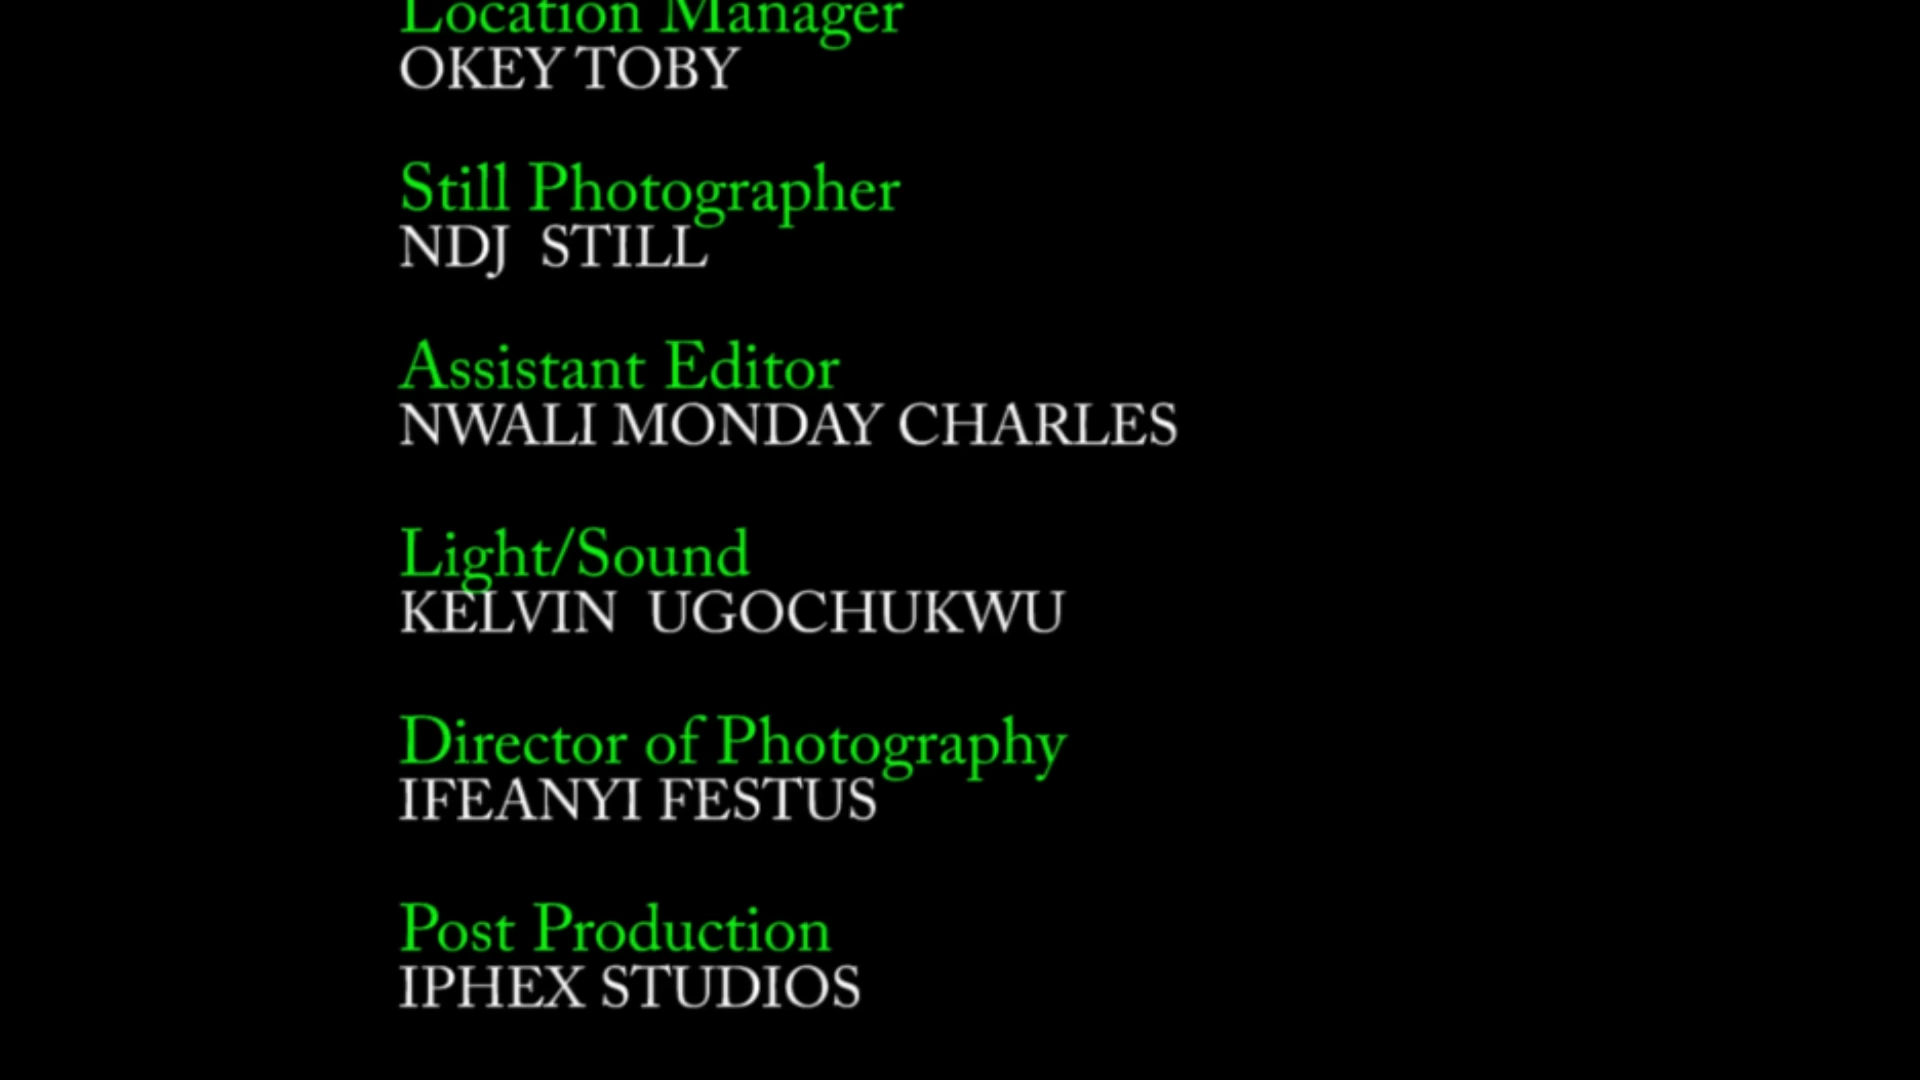 Location Manager
OKEY TOBY
Still Photographer
NDJ STILL
Assistant Editor
NWALI MONDAY CHARLES
Light/Sound
KELVIN UGOCHUKWU
Director of Photography
IFEANYI FESTUS
Post Production
IPHEX STUDIOS